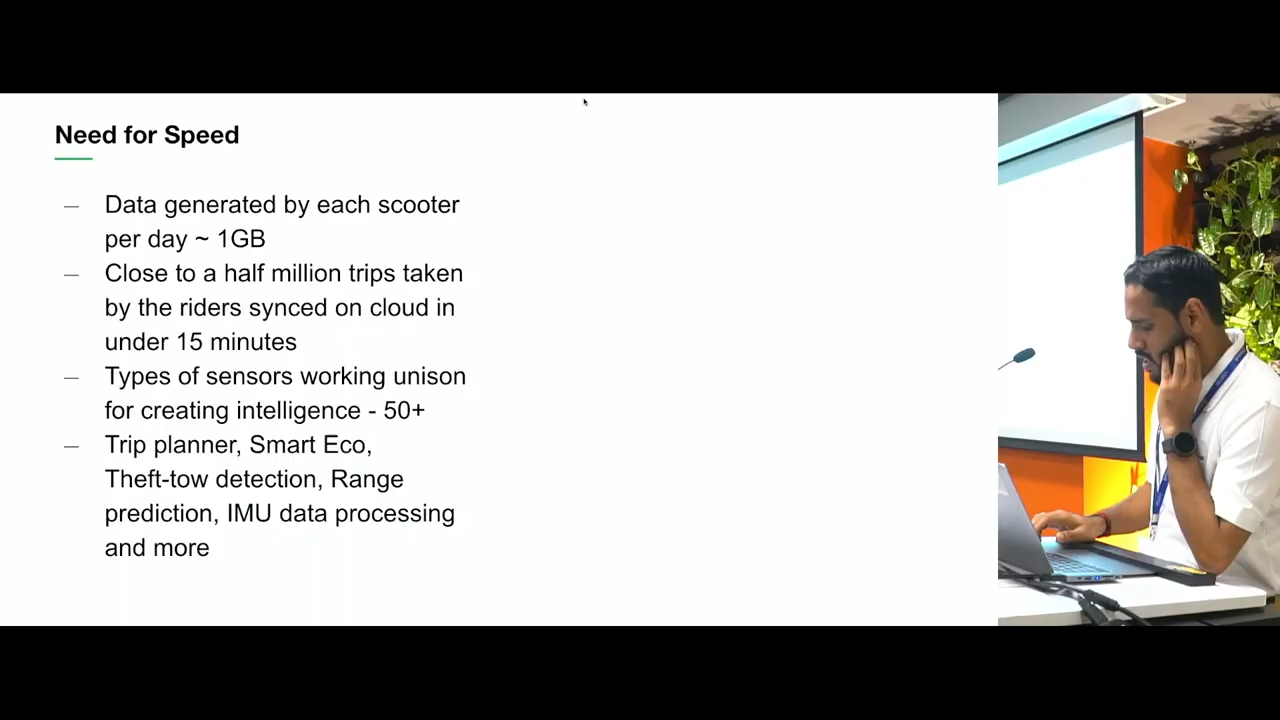 Need for Speed
— Data generated by each scooter
per day ~ 1GB
— Close to a half million trips taken
by the riders synced on cloud in
under 15 minutes
— Types of sensors working unison
for creating intelligence - 50+
— Trip planner, Smart Eco,
Theft-tow detection, Range
prediction, IMU data processing
and more